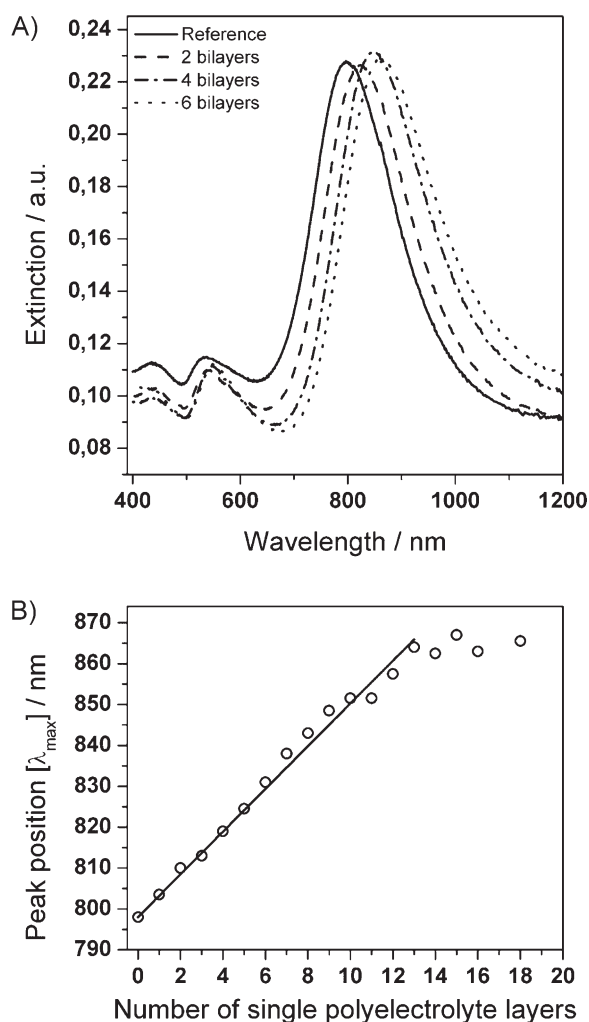 A)
Reference
2 bilayers
4 bilayers
6 bilayers
0,24
0,22
0,20
0,18
0,16
0,14
0,12
0,10
0,08
Extinction / a.u.
400 600 800 1000 1200
Wavelength / nm
B)
870
860
850
840
830
820
810
800
790
Peak position [λmax] / nm
0 2 4 6 8 10 12 14 16 18 20
Number of single polyelectrolyte layers